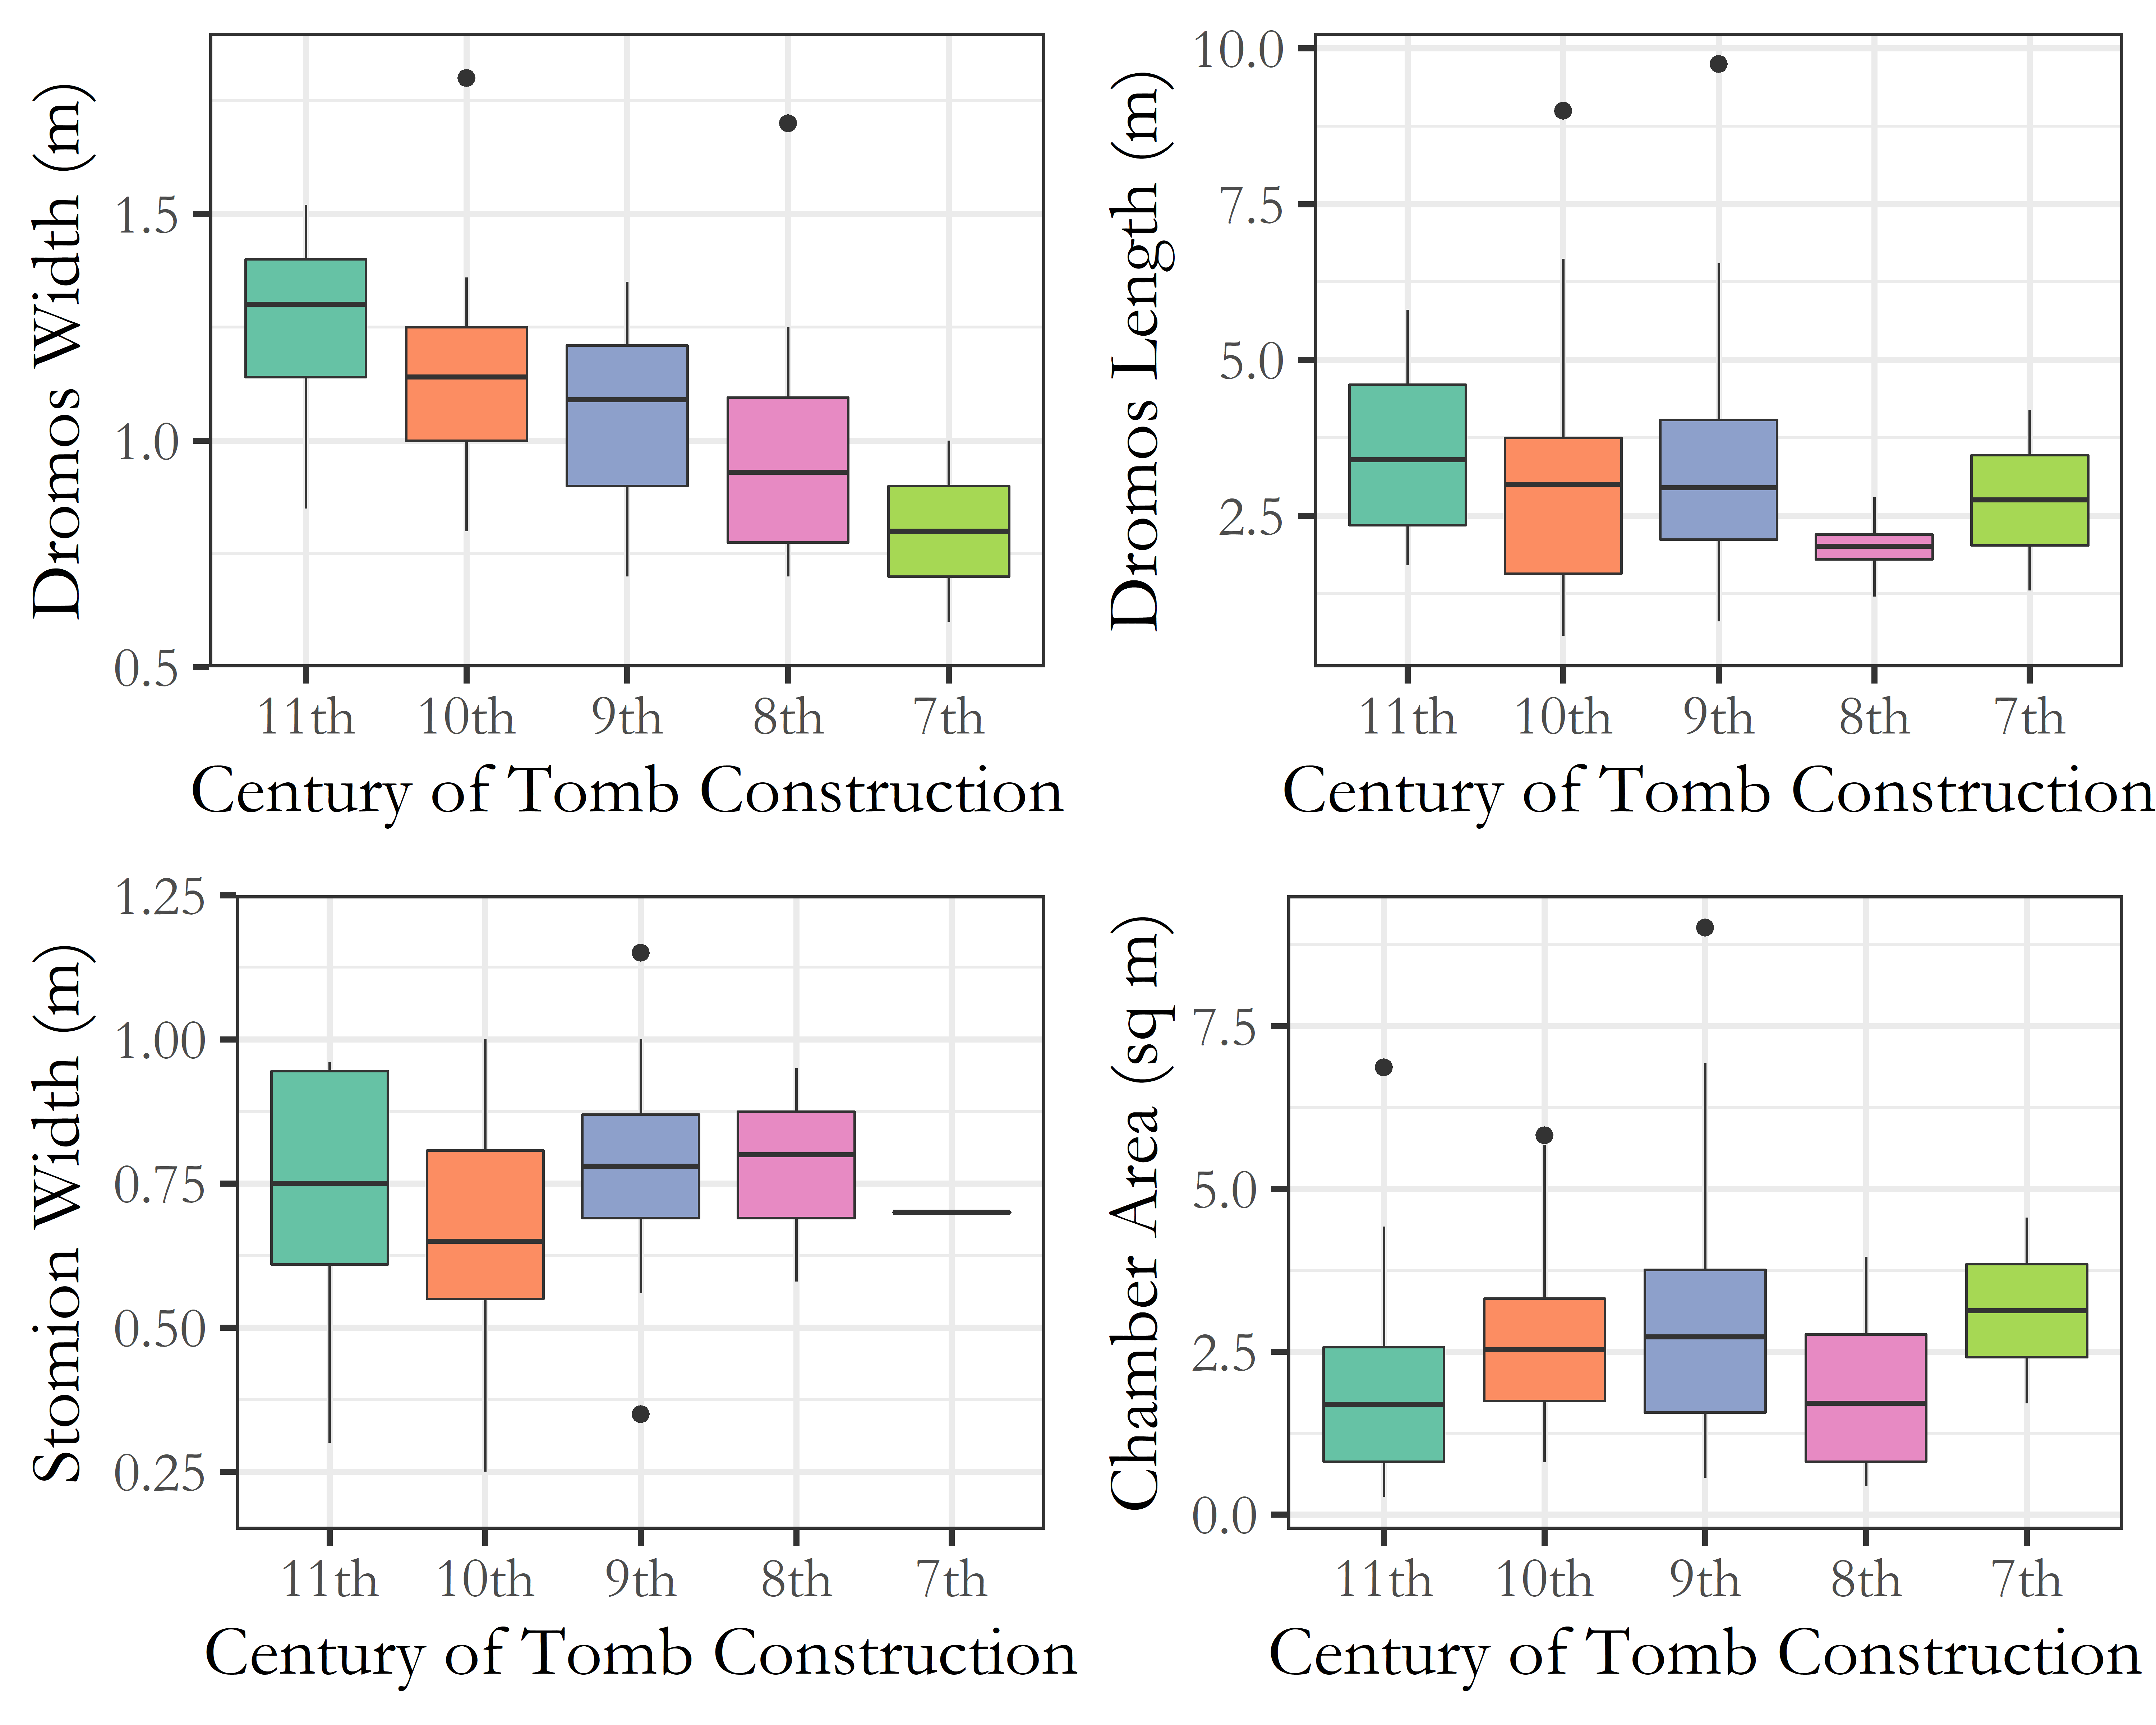 Dromos Width (m)
1.5
1.0
0.5
11th 10th 9th 8th 7th
Century of Tomb Construction
Dromos Length (m)
10.0
7.5
5.0
2.5
11th 10th 9th 8th 7th
Century of Tomb Construction
Stomion Width (m)
1.25
1.00
0.75
0.50
0.25
11th 10th 9th 8th 7th
Century of Tomb Construction
Chamber Area (sq m)
7.5
5.0
2.5
0.0
11th 10th 9th 8th 7th
Century of Tomb Construction